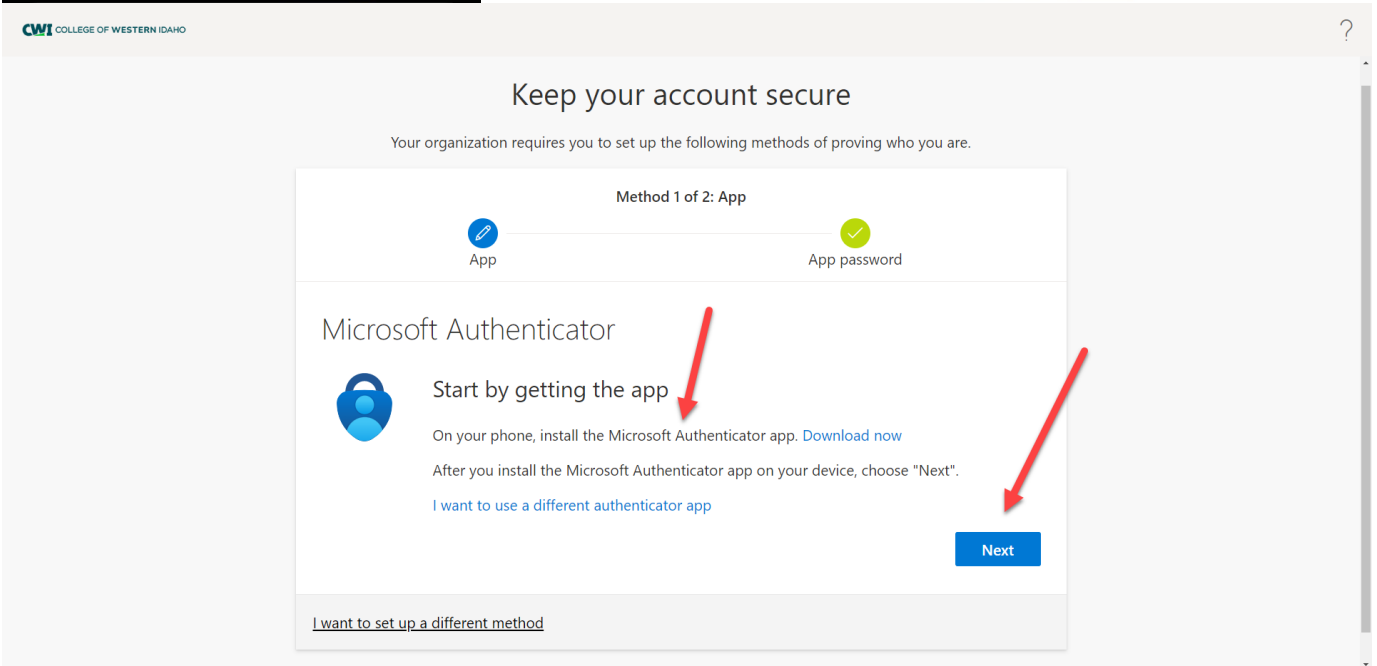 CWI COLLEGE OF WESTERN IDAHO
?
Keep your account secure
Your organization requires you to set up the following methods of proving who you are.
Method 1 of 2: App
App
App password
Microsoft Authenticator
Start by getting the app
On your phone, install the Microsoft Authenticator app. Download now
After you install the Microsoft Authenticator app on your device, choose "Next".
I want to use a different authenticator app
Next
I want to set up a different method